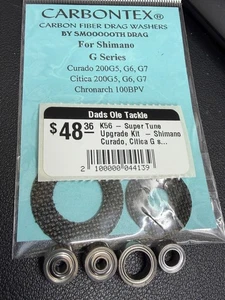 CARBONTEX®
CARBON FIBER DRAG WASHERS
BY SMOOOOOTH DRAG
For Shimano
G Series
Curado 200G5, G6, G7
Citica 200G5, G6, G7
Chronarch 100BPV
Dads Ole Tackle
$48.36
K56 – Super Tune
Upgrade Kit – Shimano
Curado, Citica G s...
2 100000 044139